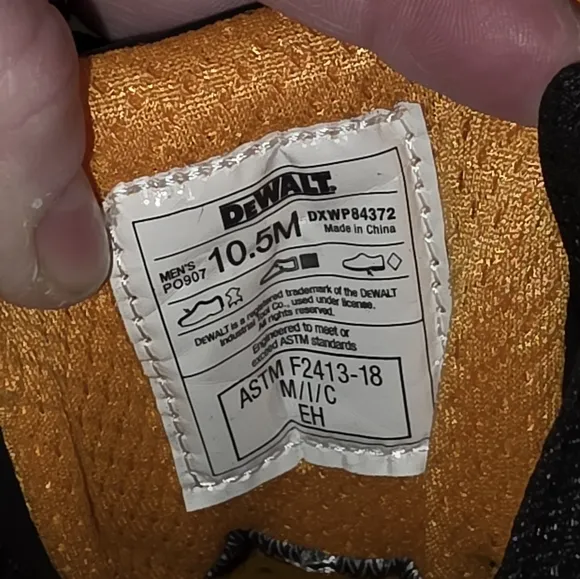 DEWALT.
MEN'S
PO907
10.5M
DXWP84372
Made in China
DEWALT is a registered trademark of the DEWALT
Industrial Tool Co., used under license.
All rights reserved.
Engineered to meet or
exceed ASTM standards
ASTM F2413-18
M/I/C
EH